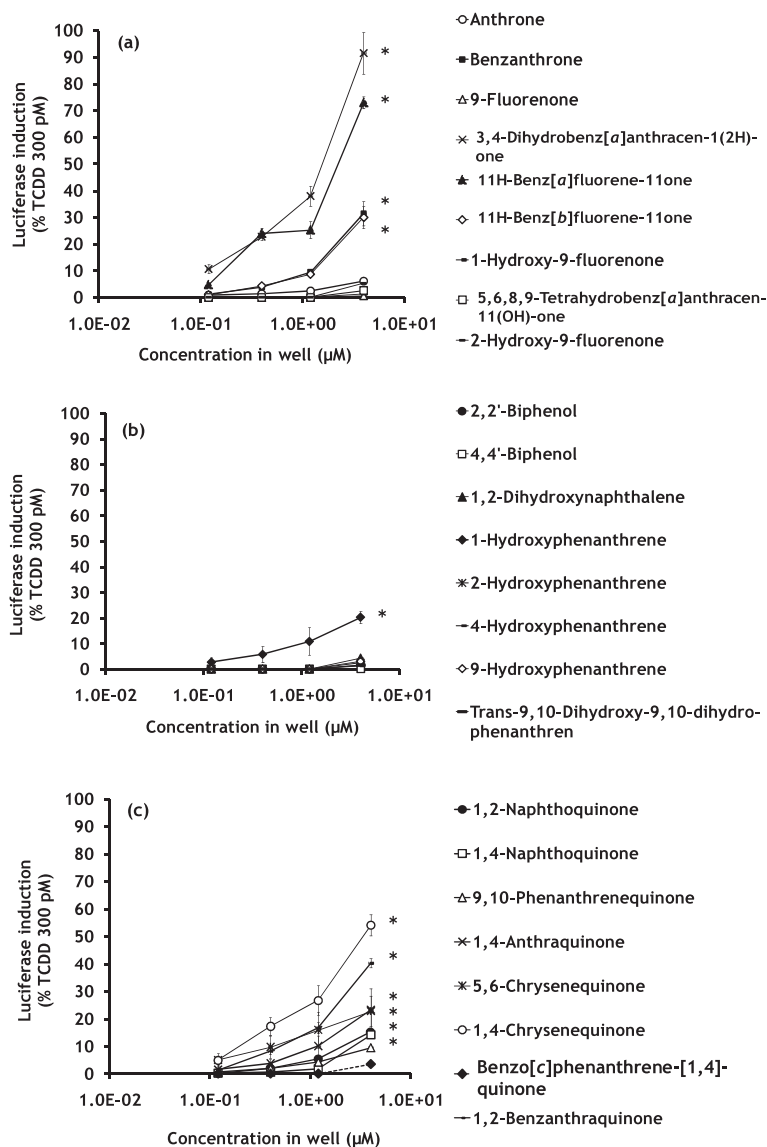 (a)
Luciferase induction
(% TCDD 300 pM)
100
90
80
70
60
50
40
30
20
10
0
*
*
*
*
1.0E-02 1.0E-01 1.0E+00 1.0E+01
Concentration in well (µM)
Anthrone
Benzanthrone
9-Fluorenone
3,4-Dihydrobenz[a]anthracen-1(2H)-
one
11H-Benz[a]fluorene-11one
11H-Benz[b]fluorene-11one
1-Hydroxy-9-fluorenone
5,6,8,9-Tetrahydrobenz[a]anthracen-
11(OH)-one
2-Hydroxy-9-fluorenone
(b)
Luciferase induction
(% TCDD 300 pM)
100
90
80
70
60
50
40
30
20
10
0
*
1.0E-02 1.0E-01 1.0E+00 1.0E+01
Concentration in well (µM)
2,2'-Biphenol
4,4'-Biphenol
1,2-Dihydroxynaphthalene
1-Hydroxyphenanthrene
2-Hydroxyphenanthrene
4-Hydroxyphenanthrene
9-Hydroxyphenanthrene
Trans-9,10-Dihydroxy-9,10-dihydro-
phenanthren
(c)
Luciferase induction
(% TCDD 300 pM)
100
90
80
70
60
50
40
30
20
10
0
*
*
*
*
*
*
1.0E-02 1.0E-01 1.0E+00 1.0E+01
Concentration in well (µM)
1,2-Naphthoquinone
1,4-Naphthoquinone
9,10-Phenanthrenequinone
1,4-Anthraquinone
5,6-Chrysenequinone
1,4-Chrysenequinone
Benzo[c]phenanthrene-[1,4]-
quinone
1,2-Benzanthraquinone